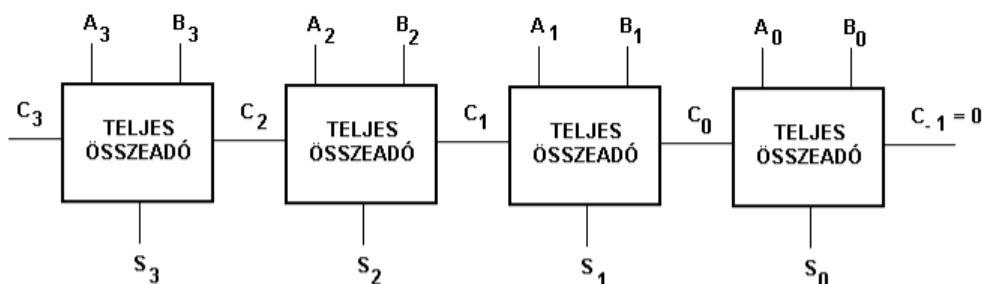 A₃ B₃ A₂ B₂ A₁ B₁ A₀ B₀
C₃ C₂ C₁ C₀ C₋₁ = 0
TELJES ÖSSZEADÓ
TELJES ÖSSZEADÓ
TELJES ÖSSZEADÓ
TELJES ÖSSZEADÓ
S₃ S₂ S₁ S₀